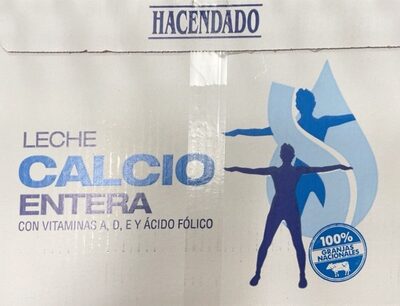 HACENDADO
LECHE
CALCIO
ENTERA
CON VITAMINAS A, D, E Y ÁCIDO FÓLICO
100%
GRANJAS
NACIONALES